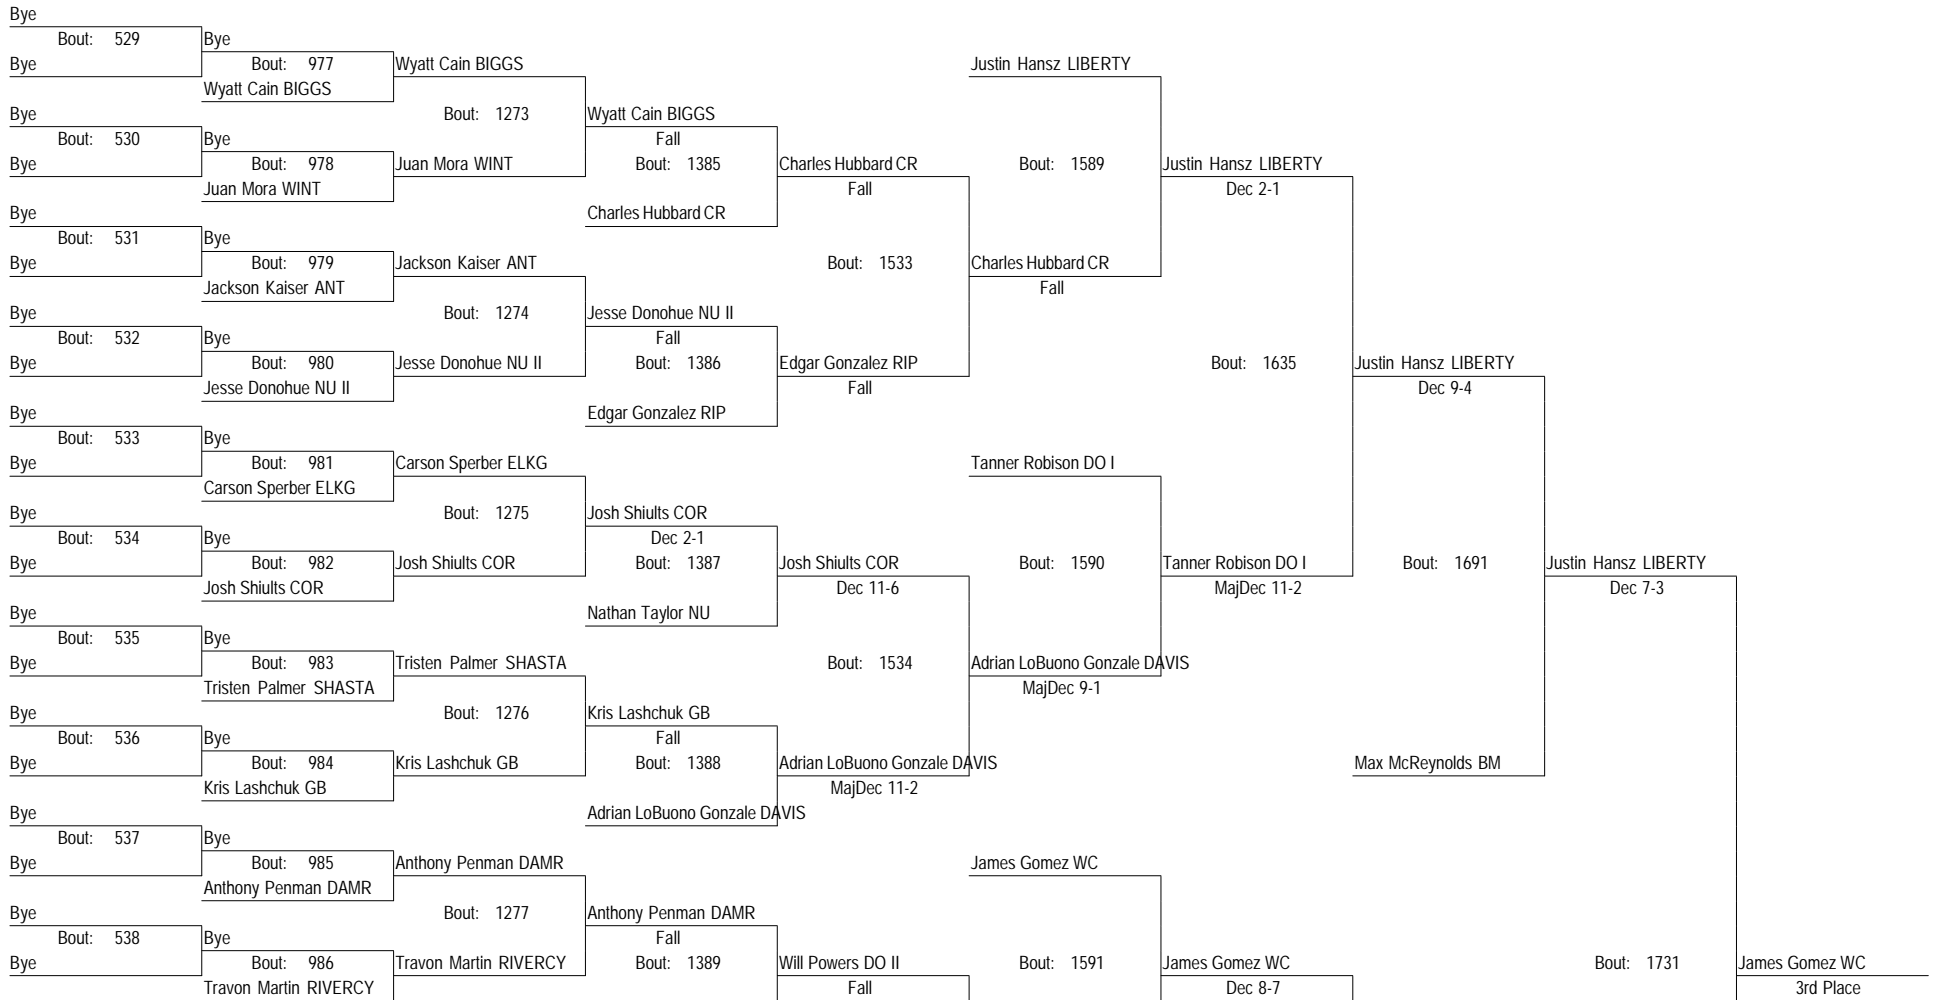 Bye
Bout: 529 Bye
Bye Bout: 977 Wyatt Cain BIGGS Justin Hansz LIBERTY
Wyatt Cain BIGGS
Bye Bout: 1273 Wyatt Cain BIGGS
Bout: 530 Bye Fall
Bye Bout: 978 Juan Mora WINT Bout: 1385 Charles Hubbard CR Bout: 1589 Justin Hansz LIBERTY
Juan Mora WINT Fall Dec 2-1
Bye Charles Hubbard CR
Bout: 531 Bye
Bye Bout: 979 Jackson Kaiser ANT Bout: 1533 Charles Hubbard CR
Jackson Kaiser ANT Fall
Bye Bout: 1274 Jesse Donohue NU II
Bout: 532 Bye Fall
Bye Bout: 980 Jesse Donohue NU II Bout: 1386 Edgar Gonzalez RIP Bout: 1635 Justin Hansz LIBERTY
Jesse Donohue NU II Fall Dec 9-4
Bye Edgar Gonzalez RIP
Bout: 533 Bye
Bye Bout: 981 Carson Sperber ELKG Tanner Robison DO I
Carson Sperber ELKG
Bye Bout: 1275 Josh Shiults COR
Bout: 534 Bye Dec 2-1
Bye Bout: 982 Josh Shiults COR Bout: 1387 Josh Shiults COR Bout: 1590 Tanner Robison DO I Bout: 1691 Justin Hansz LIBERTY
Josh Shiults COR Dec 11-6 MajDec 11-2 Dec 7-3
Bye Nathan Taylor NU
Bout: 535 Bye
Bye Bout: 983 Tristen Palmer SHASTA Bout: 1534 Adrian LoBuono Gonzale DAVIS
Tristen Palmer SHASTA MajDec 9-1
Bye Bout: 1276 Kris Lashchuk GB
Bout: 536 Bye Fall
Bye Bout: 984 Kris Lashchuk GB Bout: 1388 Adrian LoBuono Gonzale DAVIS Max McReynolds BM
Kris Lashchuk GB MajDec 11-2
Bye Adrian LoBuono Gonzale DAVIS
Bout: 537 Bye
Bye Bout: 985 Anthony Penman DAMR James Gomez WC
Anthony Penman DAMR
Bye Bout: 1277 Anthony Penman DAMR
Bout: 538 Bye Fall
Bye Bout: 986 Travon Martin RIVERCY Bout: 1389 Will Powers DO II Bout: 1591 James Gomez WC Bout: 1731 James Gomez WC
Travon Martin RIVERCY Fall Dec 8-7 3rd Place